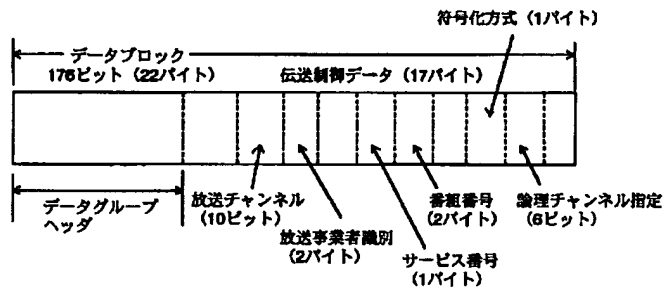 符号化方式(1バイト)
データブロック
176ビット(22バイト)
伝送制御データ(17バイト)
データグループ
ヘッダ
放送チャンネル
(10ビット)
放送事業者識別
(2バイト)
サービス番号
(1バイト)
番組番号
(2バイト)
論理チャンネル指定
(6ビット)